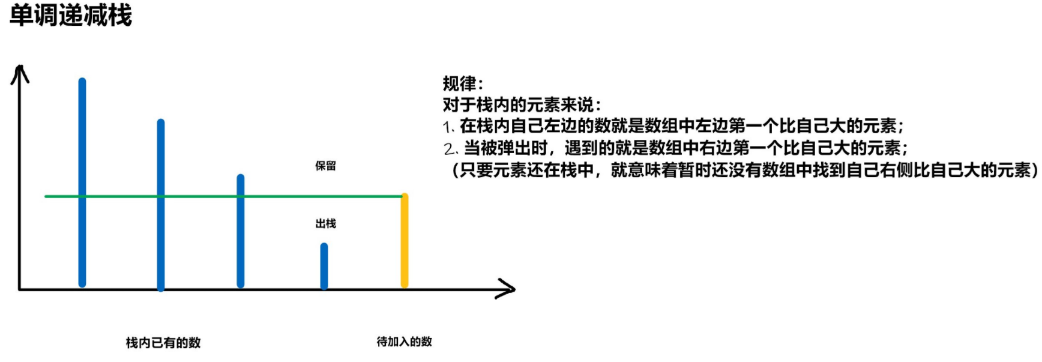 单调递减栈
规律：
对于栈内的元素来说：
1. 在栈内自己左边的数就是数组中左边第一个比自己大的元素；
2. 当被弹出时，遇到的就是数组中右边第一个比自己大的元素；
（只要元素还在栈中，就意味着暂时还没有数组中找到自己右侧比自己大的元素）
保留
出栈
栈内已有的数
待加入的数